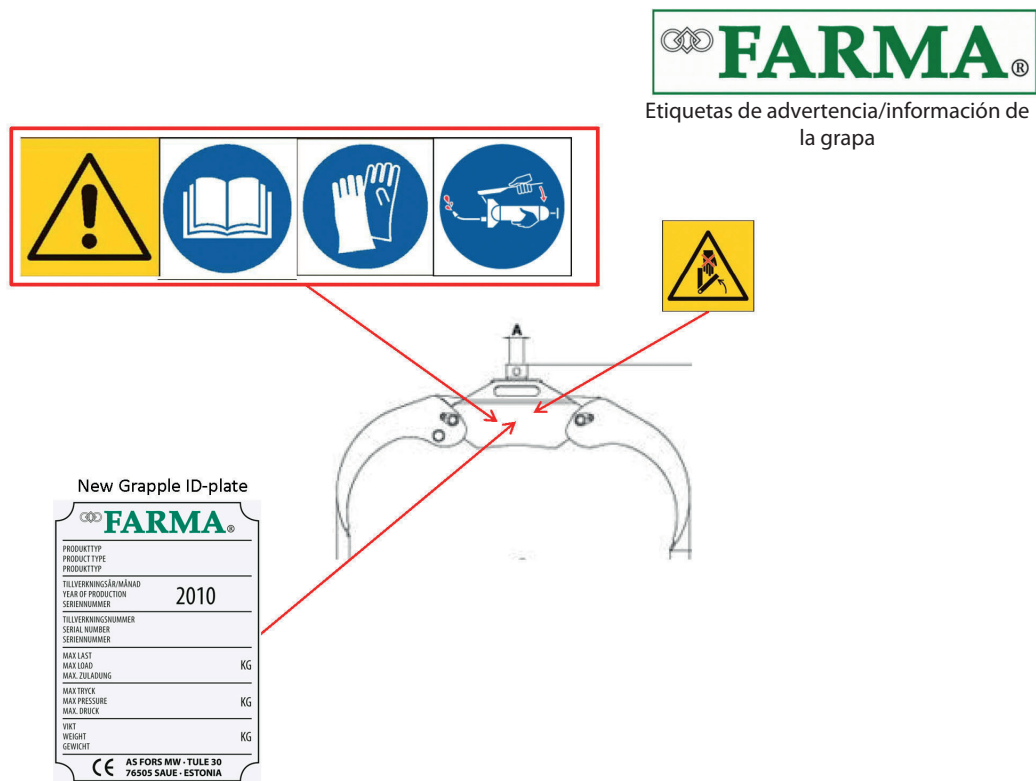 FARMA®
Etiquetas de advertencia/información de
la grapa
A
New Grapple ID-plate
FARMA®
PRODUKTTYP
PRODUCT TYPE
PRODUKTTYP
TILLVERKNINGSÅR/MÅNAD
YEAR OF PRODUCTION
SERIENNUMMER
2010
TILLVERKNINGSNUMMER
SERIAL NUMBER
SERIENNUMMER
MAX LAST
MAX LOAD
MAX. ZULADUNG
KG
MAX TRYCK
MAX PRESSURE
MAX. DRUCK
KG
VIKT
WEIGHT
GEWICHT
KG
CE AS FORS MW · TULE 30
76505 SAUE · ESTONIA